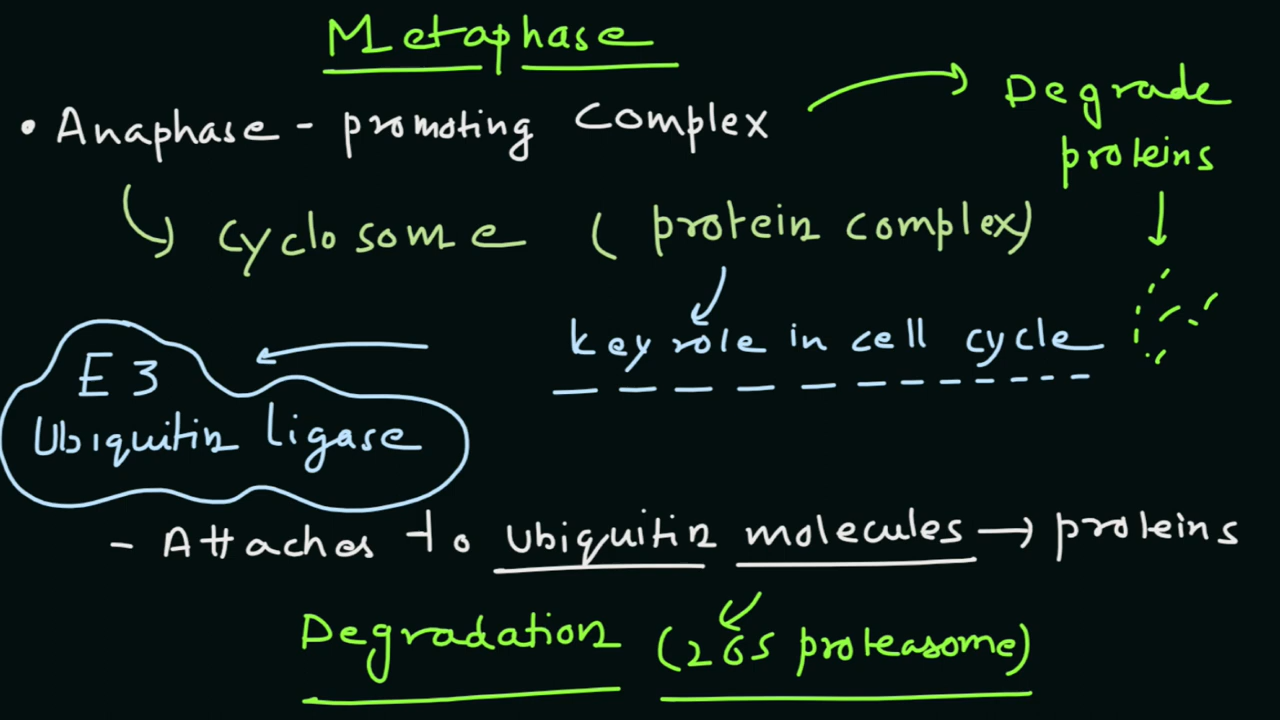 Metaphase
• Anaphase - promoting Complex → Degrade
proteins
↳ Cyclosome ( protein complex)
key role in cell cycle
E3
Ubiquitin ligase
- Attaches to ubiquitin molecules → proteins
Degradation (26S proteasome)